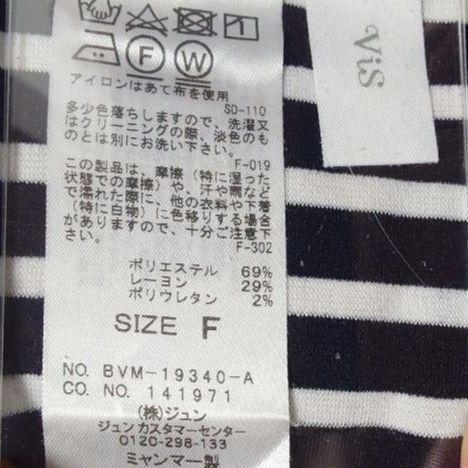 ViS
F
W
アイロンはあて布を使用
SD-110
多少色落ちしますので、洗濯又
はクリーニングの際、淡色のも
のとは別にお洗い下さい。
F-019
この製品は、摩擦（特に湿った
状態での摩擦）や、汗や雨など
で濡れた際に、他の衣料や下着
（特に白物）に色移りする場合
がありますので、十分ご注意下
さい。
F-302
ポリエステル 69%
レーヨン 29%
ポリウレタン 2%
SIZE F
NO. BVM-19340-A
CO. NO. 141971
(株)ジュン
ジュン カスタマーセンター
0120-298-133
ミャンマー製